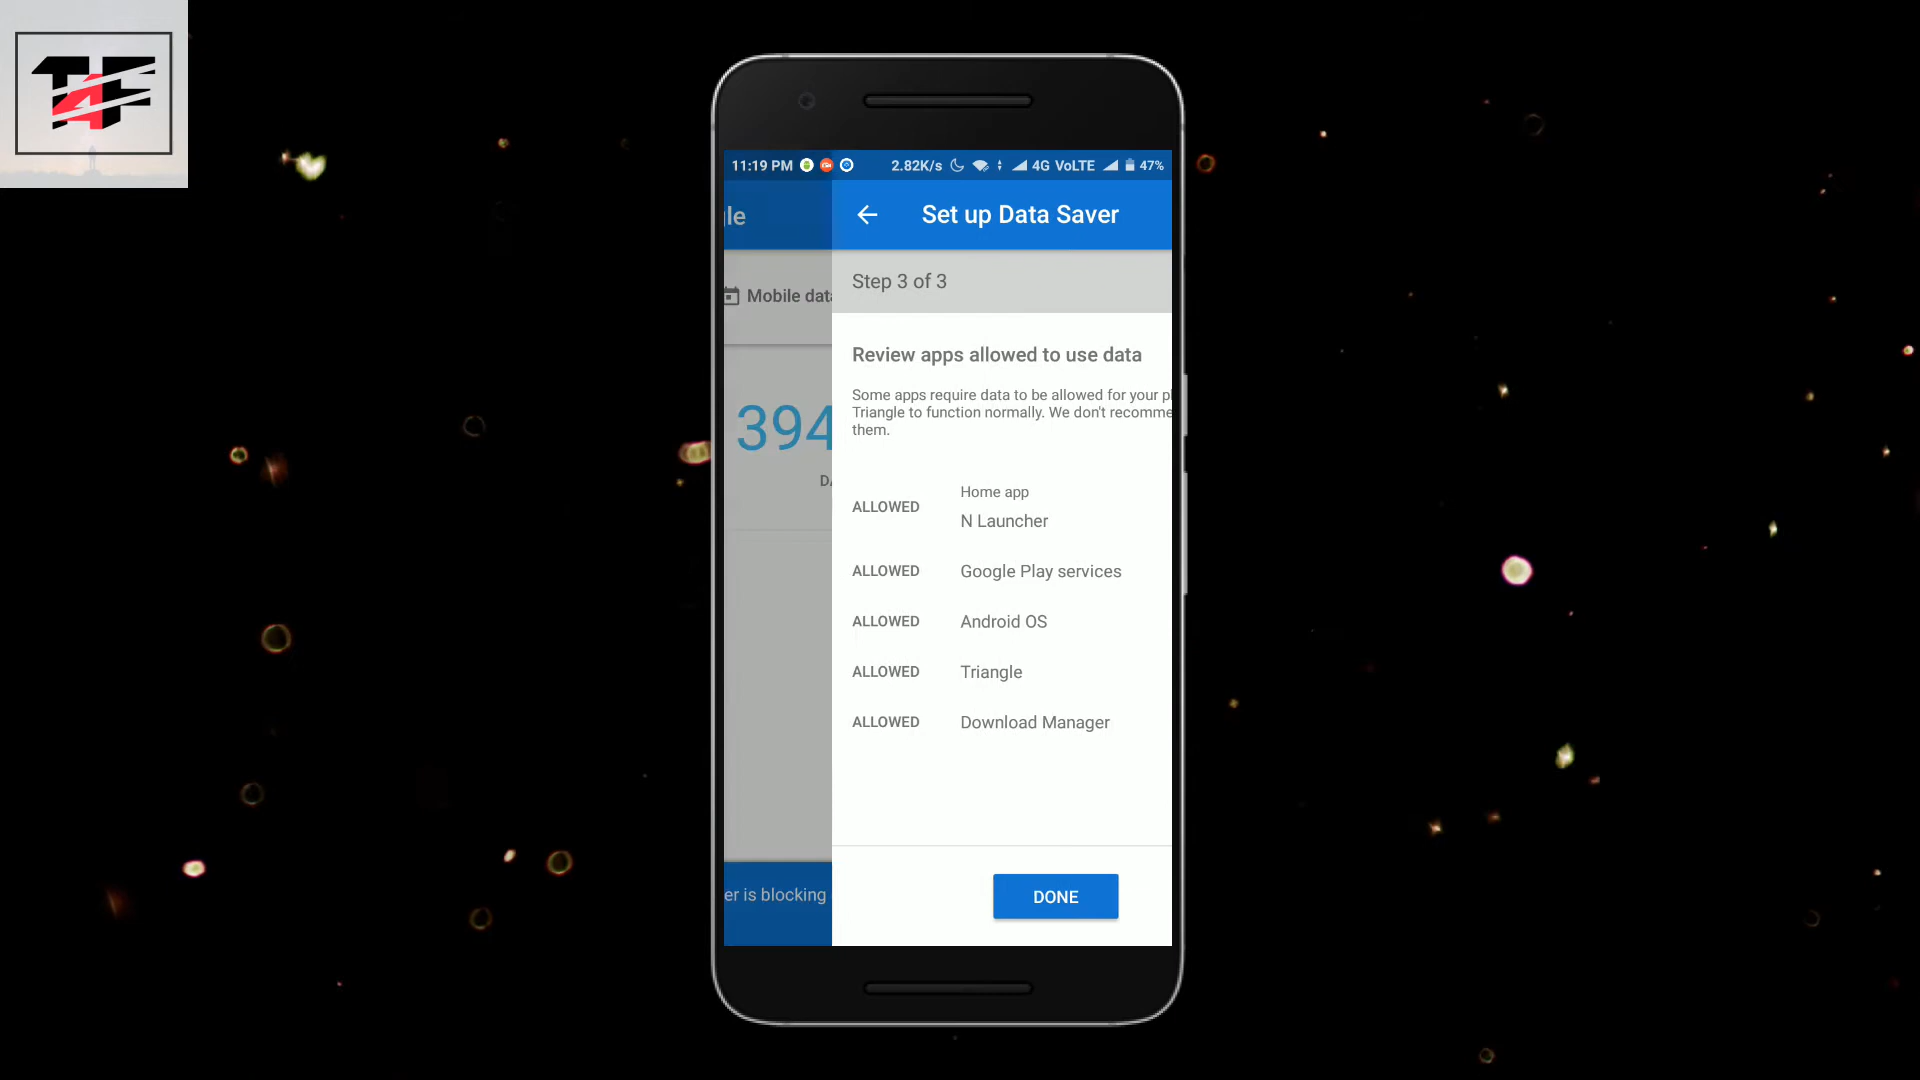 T4F
11:19 PM 2.82K/s 4G VoLTE 47%
le
Set up Data Saver
Step 3 of 3
Mobile data
Review apps allowed to use data
Some apps require data to be allowed for your
Triangle to function normally. We don't
them.
394
ALLOWED
Home app
N Launcher
ALLOWED Google Play services
ALLOWED Android OS
ALLOWED Triangle
ALLOWED Download Manager
er is blocking
DONE